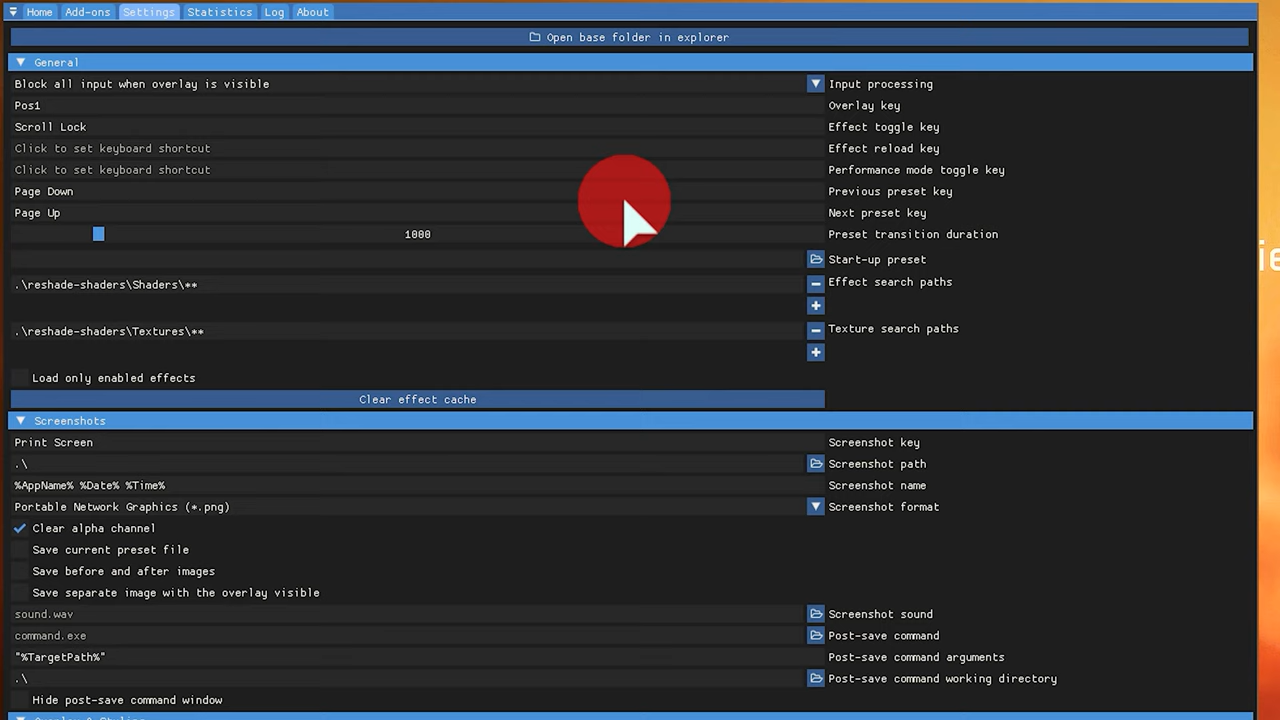 Home Add-ons Settings Statistics Log About
Open base folder in explorer
General
Block all input when overlay is visible Input processing
Pos1 Overlay key
Scroll Lock Effect toggle key
Click to set keyboard shortcut Effect reload key
Click to set keyboard shortcut Performance mode toggle key
Page Down Previous preset key
Page Up Next preset key
1000 Preset transition duration
Start-up preset
.\reshade-shaders\Shaders\** Effect search paths
.\reshade-shaders\Textures\** Texture search paths
Load only enabled effects
Clear effect cache
Screenshots
Print Screen Screenshot key
.\ Screenshot path
%AppName% %Date% %Time% Screenshot name
Portable Network Graphics (*.png) Screenshot format
Clear alpha channel
Save current preset file
Save before and after images
Save separate image with the overlay visible
sound.wav Screenshot sound
command.exe Post-save command
"%TargetPath%" Post-save command arguments
.\ Post-save command working directory
Hide post-save command window
Overlay & Styling